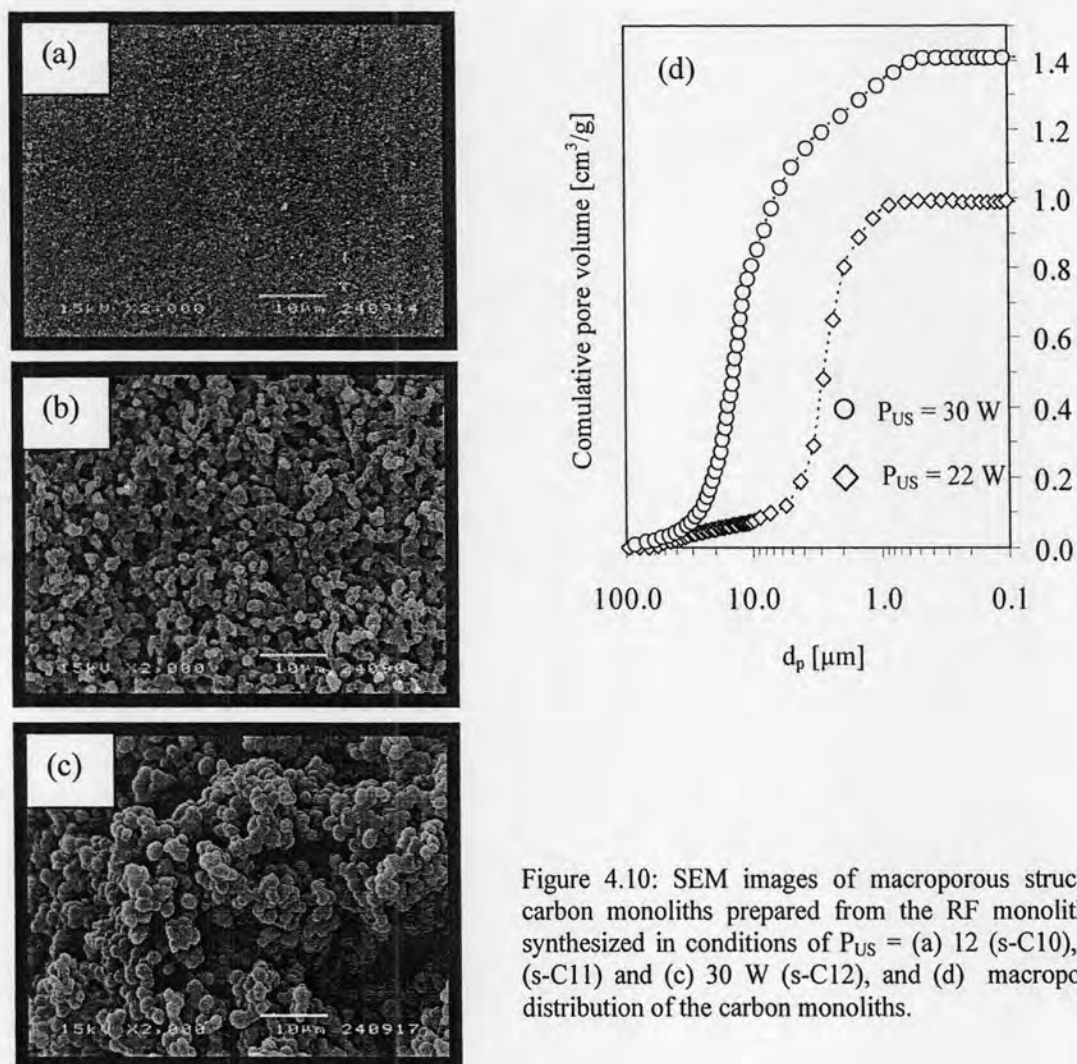 (a)
15kV X2,000 10μm 240914
(b)
15kV X2,000 10μm 240907
(c)
15kV X2,000 10μm 240917
(d)
Comulative pore volume [cm³/g]
1.4
1.2
1.0
0.8
0.6
0.4
0.2
0.0
P_US = 30 W
P_US = 22 W
100.0 10.0 1.0 0.1
d_p [μm]
Figure 4.10: SEM images of macroporous struc
carbon monoliths prepared from the RF monolit
synthesized in conditions of P_US = (a) 12 (s-C10),
(s-C11) and (c) 30 W (s-C12), and (d) macropo
distribution of the carbon monoliths.